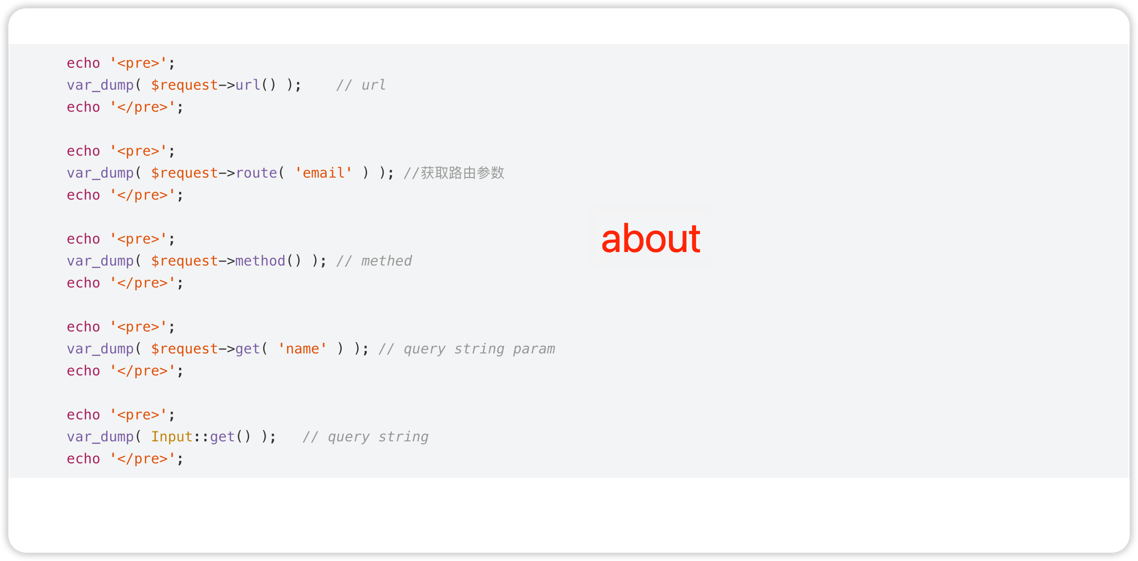 echo '<pre>';
var_dump( $request->url() );    // url
echo '</pre>';
echo '<pre>';
var_dump( $request->route( 'email' ) ); //获取路由参数
echo '</pre>';
about
echo '<pre>';
var_dump( $request->method() ); // methed
echo '</pre>';
echo '<pre>';
var_dump( $request->get( 'name' ) ); // query string param
echo '</pre>';
echo '<pre>';
var_dump( Input::get() );   // query string
echo '</pre>';